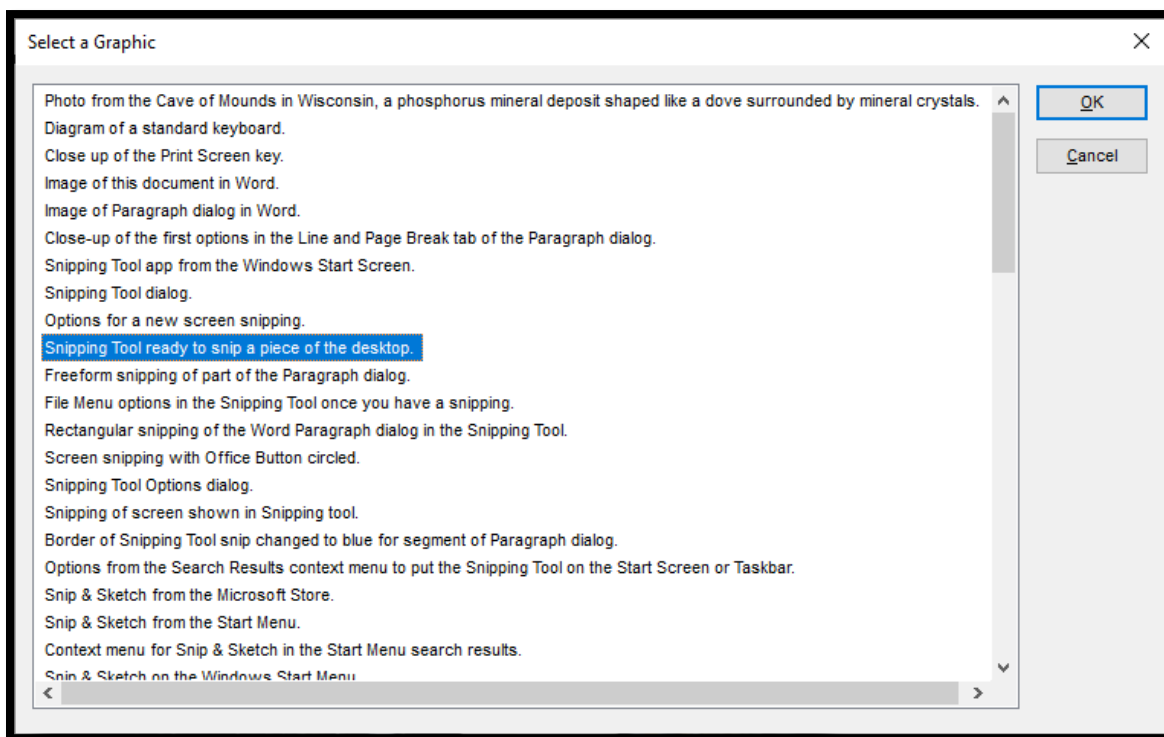 Select a Graphic
Photo from the Cave of Mounds in Wisconsin, a phosphorus mineral deposit shaped like a dove surrounded by mineral crystals.
Diagram of a standard keyboard.
Close up of the Print Screen key.
Image of this document in Word.
Image of Paragraph dialog in Word.
Close-up of the first options in the Line and Page Break tab of the Paragraph dialog.
Snipping Tool app from the Windows Start Screen.
Snipping Tool dialog.
Options for a new screen snipping.
Snipping Tool ready to snip a piece of the desktop.
Freeform snipping of part of the Paragraph dialog.
File Menu options in the Snipping Tool once you have a snipping.
Rectangular snipping of the Word Paragraph dialog in the Snipping Tool.
Screen snipping with Office Button circled.
Snipping Tool Options dialog.
Snipping of screen shown in Snipping tool.
Border of Snipping Tool snip changed to blue for segment of Paragraph dialog.
Options from the Search Results context menu to put the Snipping Tool on the Start Screen or Taskbar.
Snip & Sketch from the Microsoft Store.
Snip & Sketch from the Start Menu.
Context menu for Snip & Sketch in the Start Menu search results.
Snip & Sketch on the Windows Start Menu
OK
Cancel